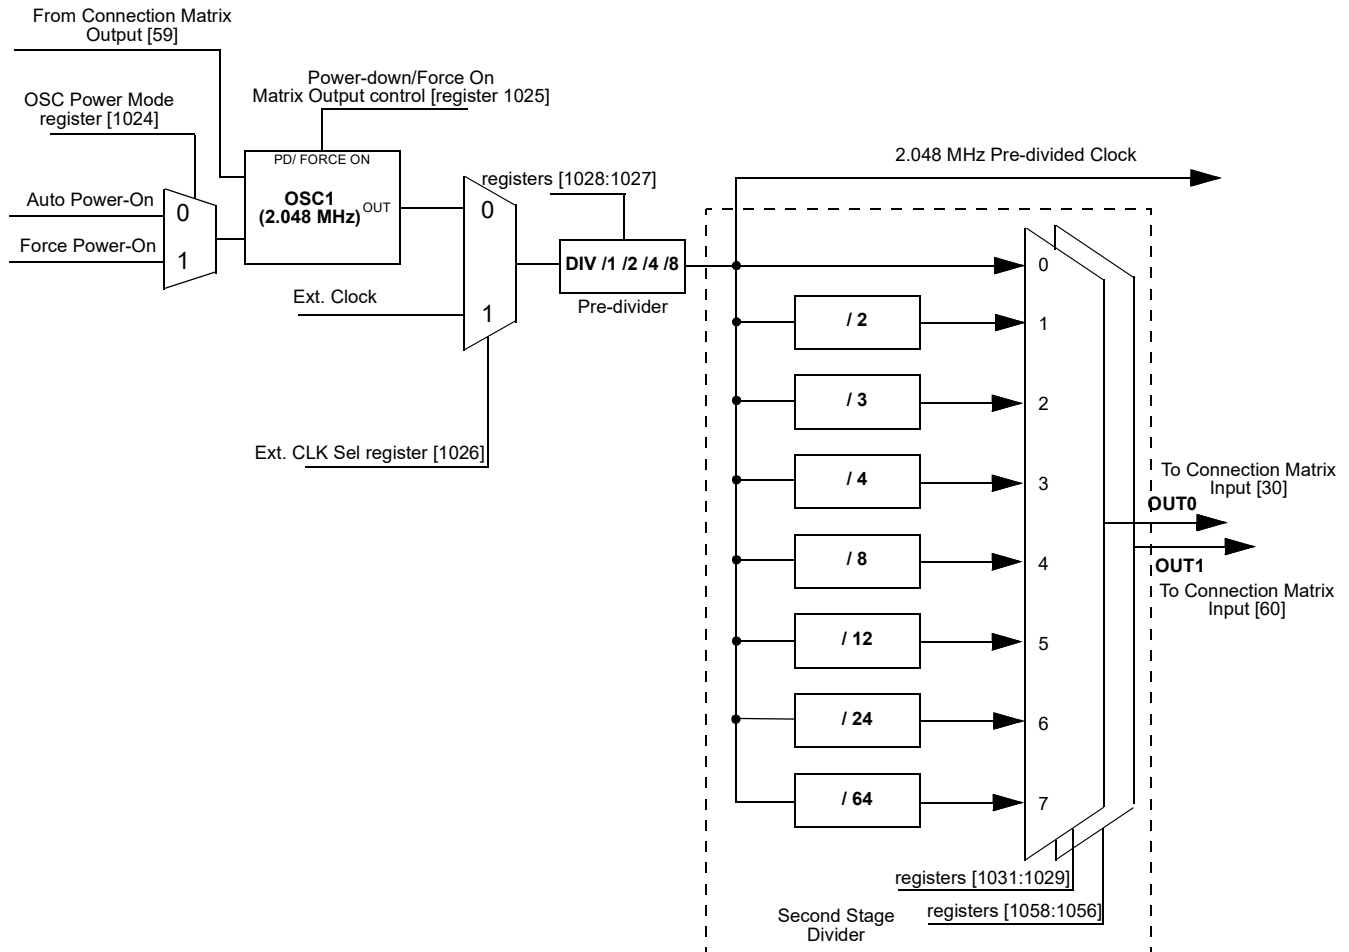 From Connection Matrix
Output [59]
Power-down/Force On
Matrix Output control [register 1025]
OSC Power Mode
register [1024]
PD/ FORCE ON
OSC1
(2.048 MHz)
OUT
Auto Power-On
0
Force Power-On
1
0
Ext. Clock
1
Ext. CLK Sel register [1026]
registers [1028:1027]
DIV /1 /2 /4 /8
Pre-divider
2.048 MHz Pre-divided Clock
0
/ 2
1
/ 3
2
/ 4
3
/ 8
4
/ 12
5
/ 24
6
/ 64
7
To Connection Matrix
Input [30]
OUT0
OUT1
To Connection Matrix
Input [60]
registers [1031:1029]
registers [1058:1056]
Second Stage
Divider